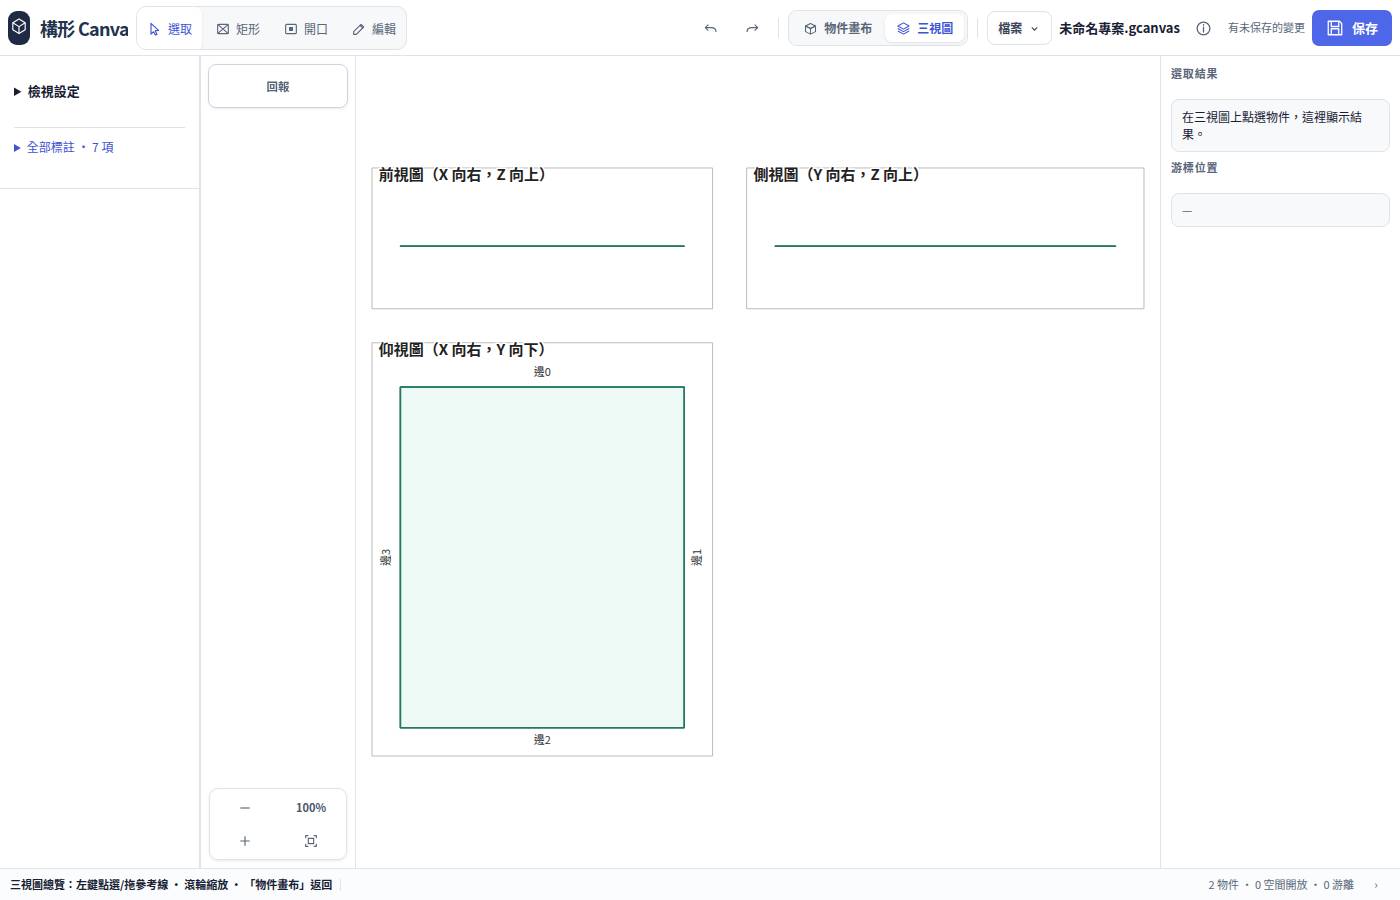 構形 Canva
選取
矩形
開口
編輯
物件畫布
三視圖
檔案
未命名專案.gcanvas
有未保存的變更
保存
檢視設定
全部標註 · 7 項
回報
前視圖（X 向右，Z 向上）
側視圖（Y 向右，Z 向上）
仰視圖（X 向右，Y 向下）
邊0
邊3
邊1
邊2
100%
選取結果
在三視圖上點選物件，這裡顯示結
果。
游標位置
—
三視圖總覽：左鍵點選/拖參考線 · 滾輪縮放 · 「物件畫布」返回
2 物件 · 0 空間開放 · 0 游離